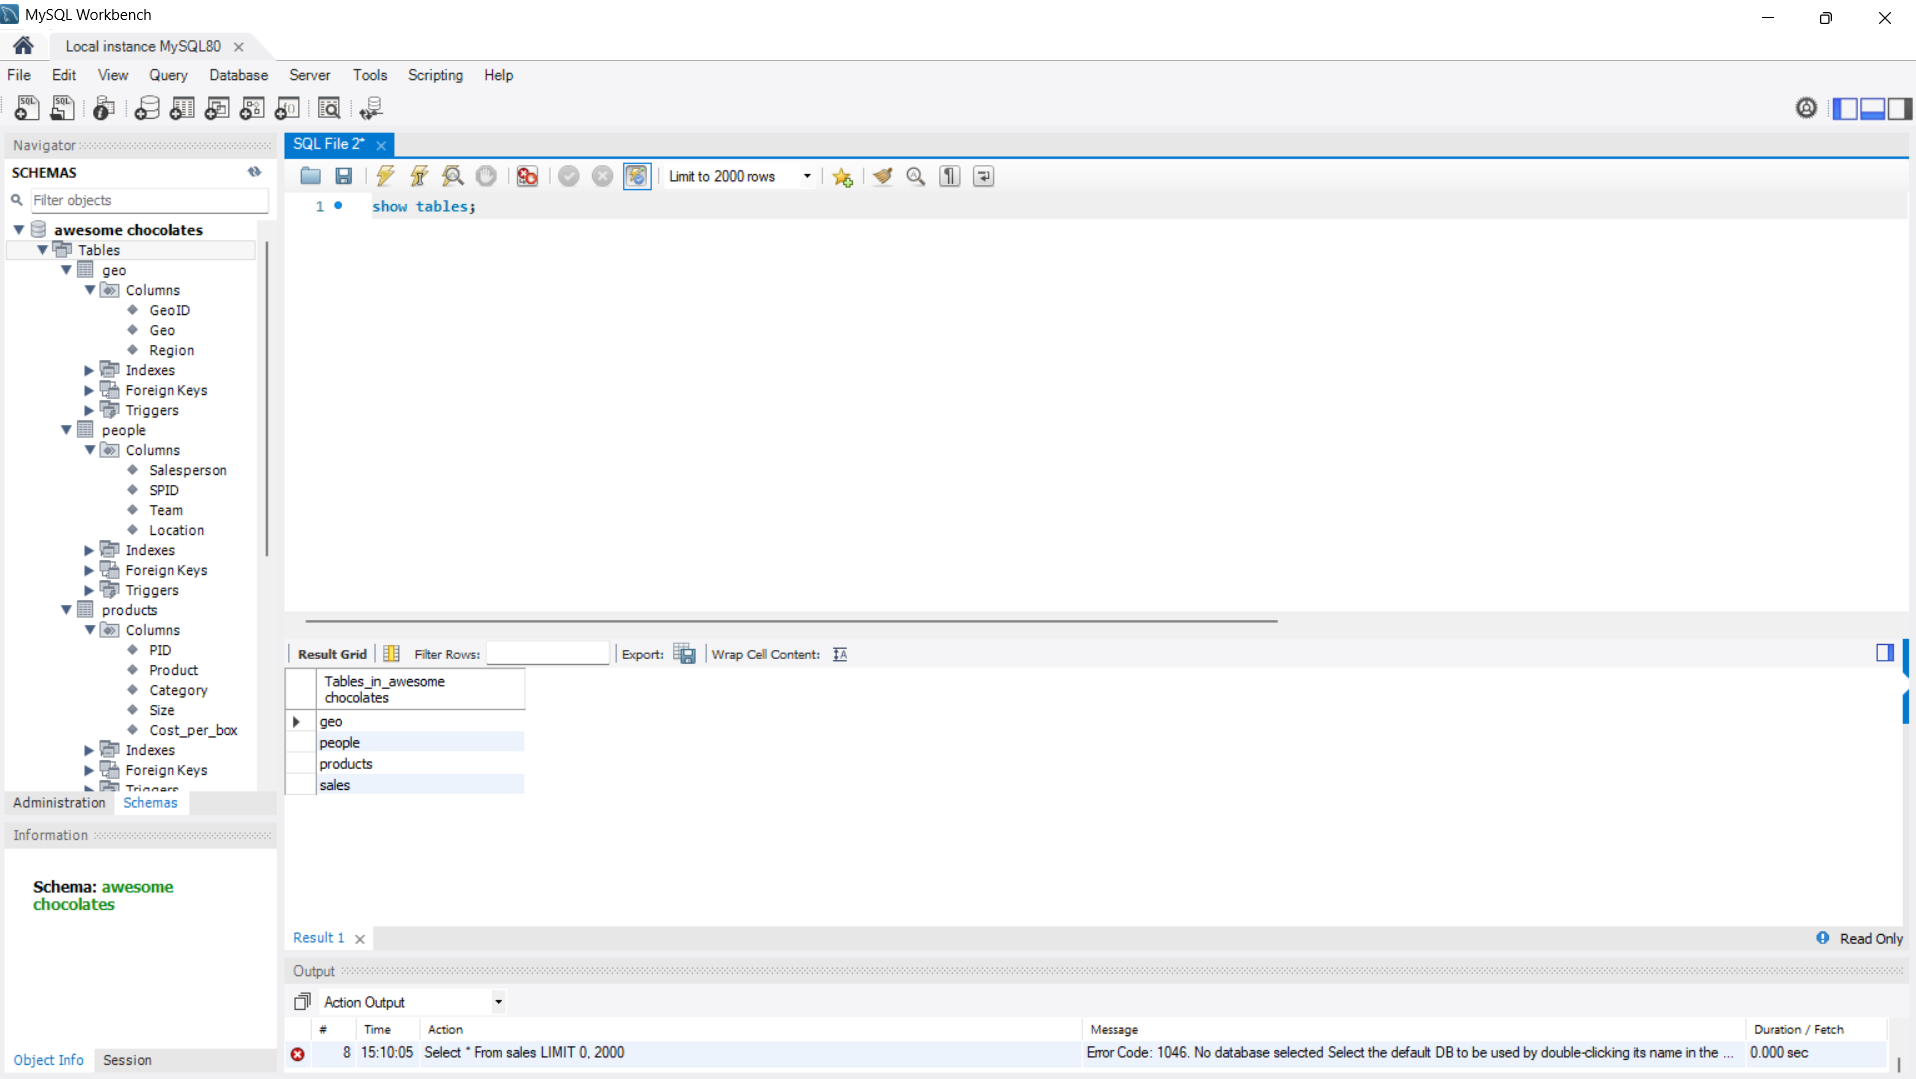 MySQL Workbench
Local instance MySQL80
File Edit View Query Database Server Tools Scripting Help
Navigator
SCHEMAS
Filter objects
awesome chocolates
Tables
geo
Columns
GeoID
Geo
Region
Indexes
Foreign Keys
Triggers
people
Columns
Salesperson
SPID
Team
Location
Indexes
Foreign Keys
Triggers
products
Columns
PID
Product
Category
Size
Cost_per_box
Indexes
Foreign Keys
Triggers
Administration Schemas
Information
Schema: awesome
chocolates
Object Info Session
SQL File 2*
Limit to 2000 rows
1 show tables;
Result Grid Filter Rows: Export: Wrap Cell Content:
Tables_in_awesome
chocolates
geo
people
products
sales
Result 1
Read Only
Output
Action Output
# Time Action Message Duration / Fetch
8 15:10:05 Select * From sales LIMIT 0, 2000 Error Code: 1046. No database selected Select the default DB to be used by double-clicking its name in the ... 0.000 sec